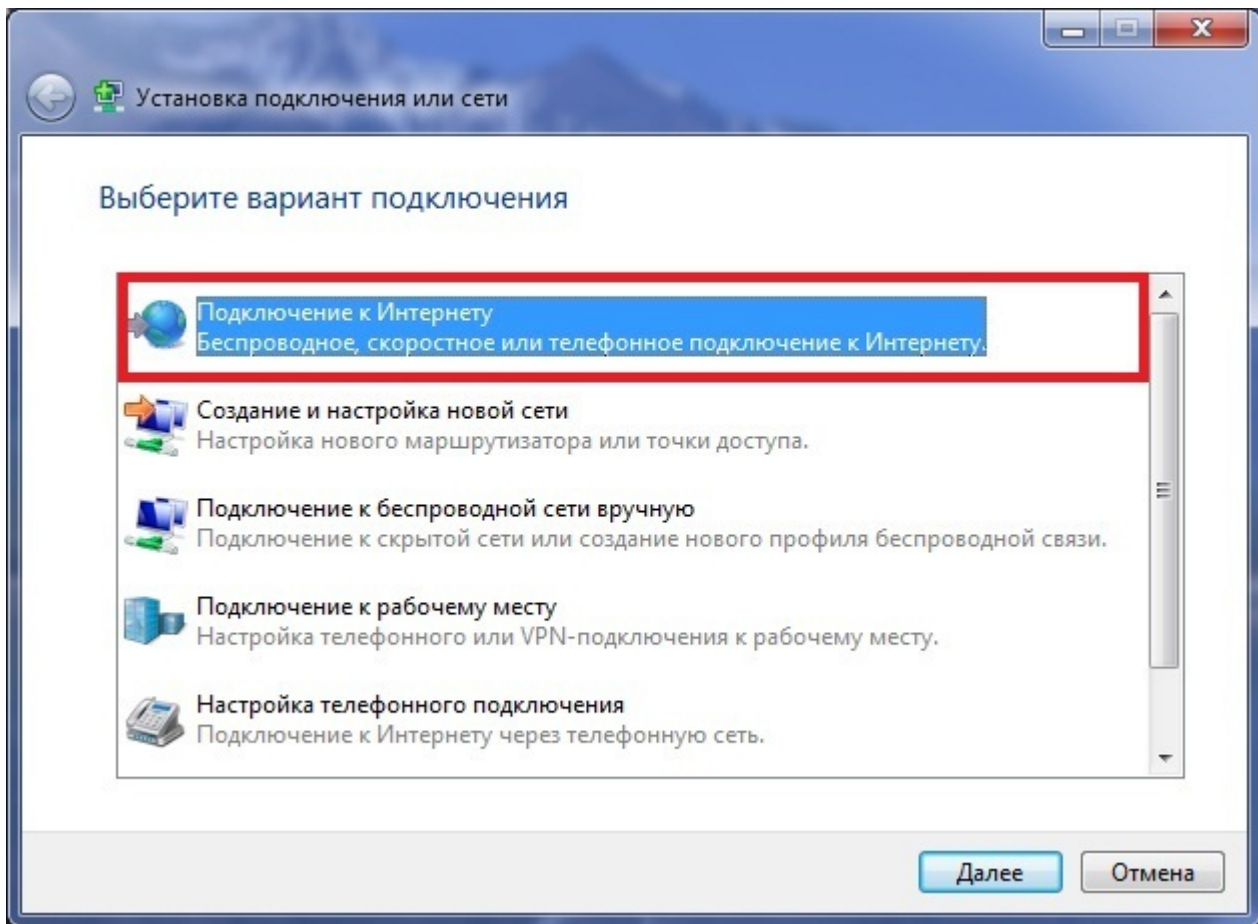 Установка подключения или сети
Выберите вариант подключения
Подключение к Интернету
Беспроводное, скоростное или телефонное подключение к Интернету.
Создание и настройка новой сети
Настройка нового маршрутизатора или точки доступа.
Подключение к беспроводной сети вручную
Подключение к скрытой сети или создание нового профиля беспроводной связи.
Подключение к рабочему месту
Настройка телефонного или VPN-подключения к рабочему месту.
Настройка телефонного подключения
Подключение к Интернету через телефонную сеть.
Далее
Отмена